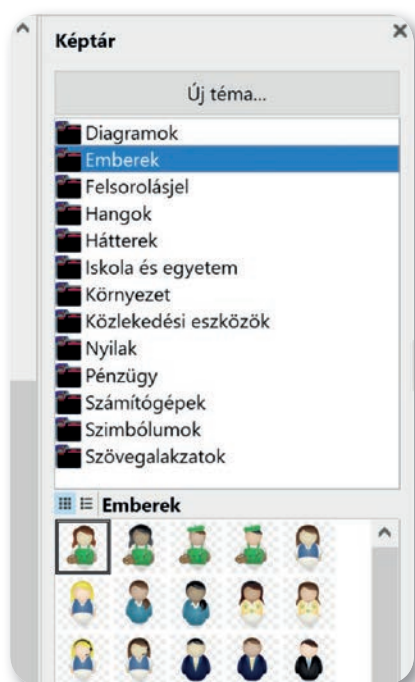 Képtár
Új téma...
Diagramok
Emberek
Felsorolásjel
Hangok
Hátterek
Iskola és egyetem
Környezet
Közlekedési eszközök
Nyilak
Pénzügy
Számítógépek
Szimbólumok
Szövegalakzatok
Emberek